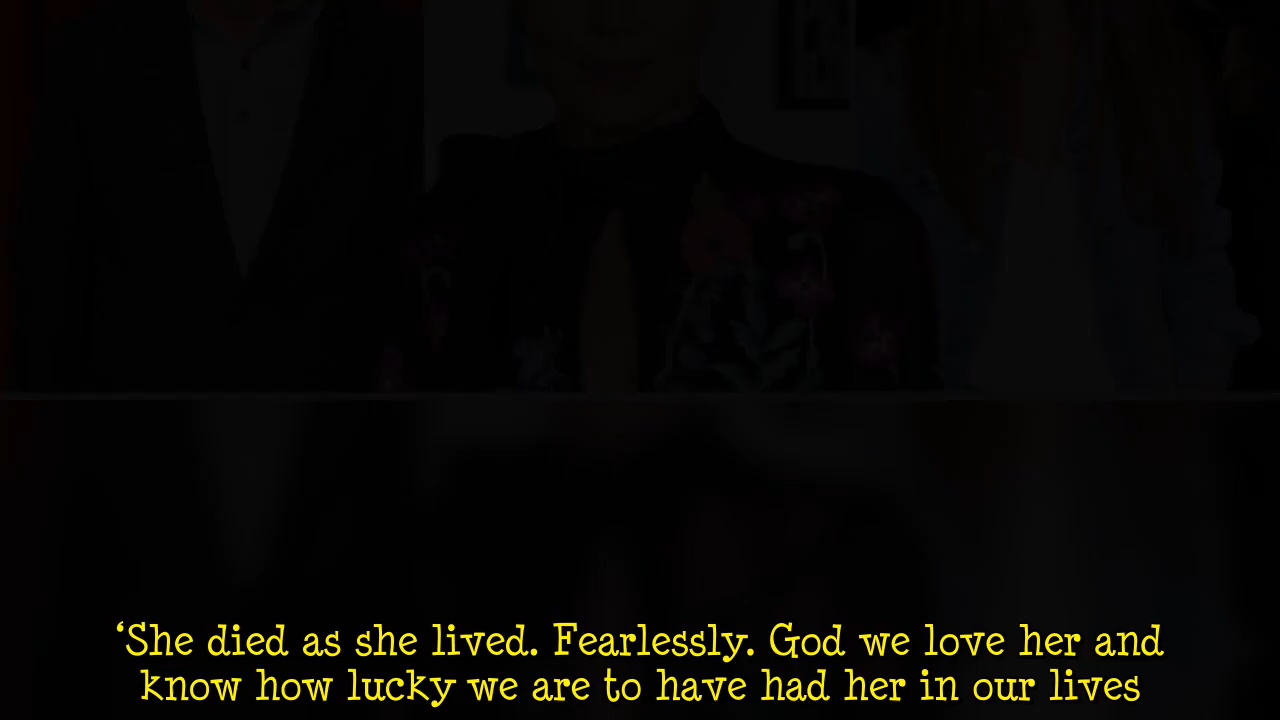 ‘She died as she lived. Fearlessly. God we love her and
know how lucky we are to have had her in our lives